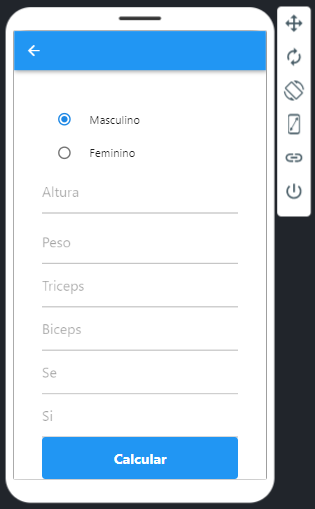 Masculino
Feminino
Altura
Peso
Triceps
Biceps
Se
Si
Calcular